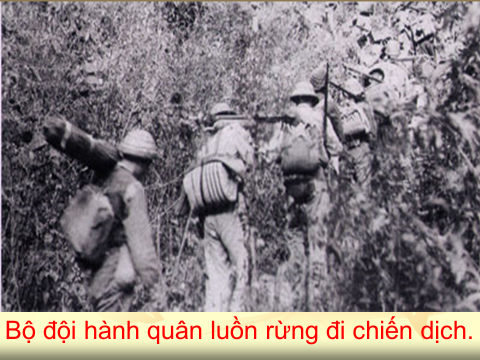 Bộ đội hành quân luồn rừng đi chiến dịch.